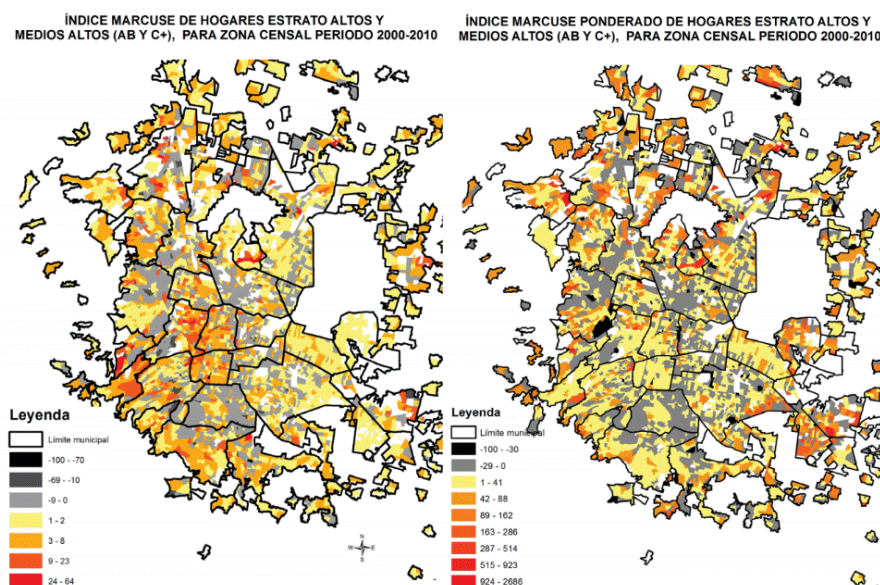 ÍNDICE MARCUSE DE HOGARES ESTRATO ALTOS Y
MEDIOS ALTOS (AB Y C+), PARA ZONA CENSAL PERIODO 2000-2010
Leyenda
Límite municipal
-100 - -70
-69 - -10
-9 - 0
1 - 2
3 - 8
9 - 23
24 - 64
N
W E
S
ÍNDICE MARCUSE PONDERADO DE HOGARES ESTRATO ALTOS Y
MEDIOS ALTOS (AB Y C+), PARA ZONA CENSAL PERIODO 2000-2010
Leyenda
Límite municipal
-100 - -30
-29 - 0
1 - 41
42 - 88
89 - 162
163 - 286
287 - 514
515 - 923
924 - 2686